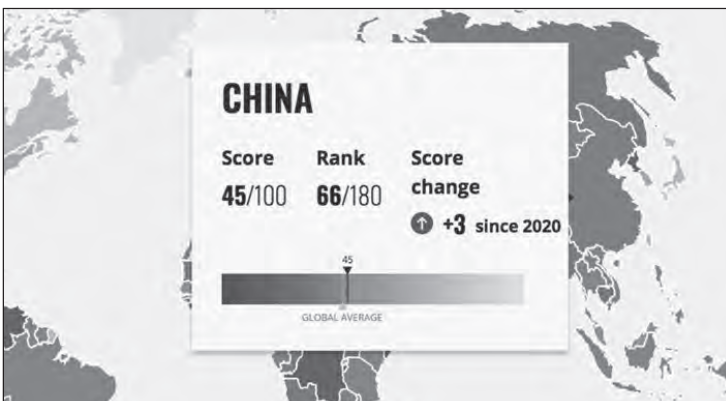 CHINA
Score Rank Score change
45/100 66/180 +3 since 2020
45
GLOBAL AVERAGE